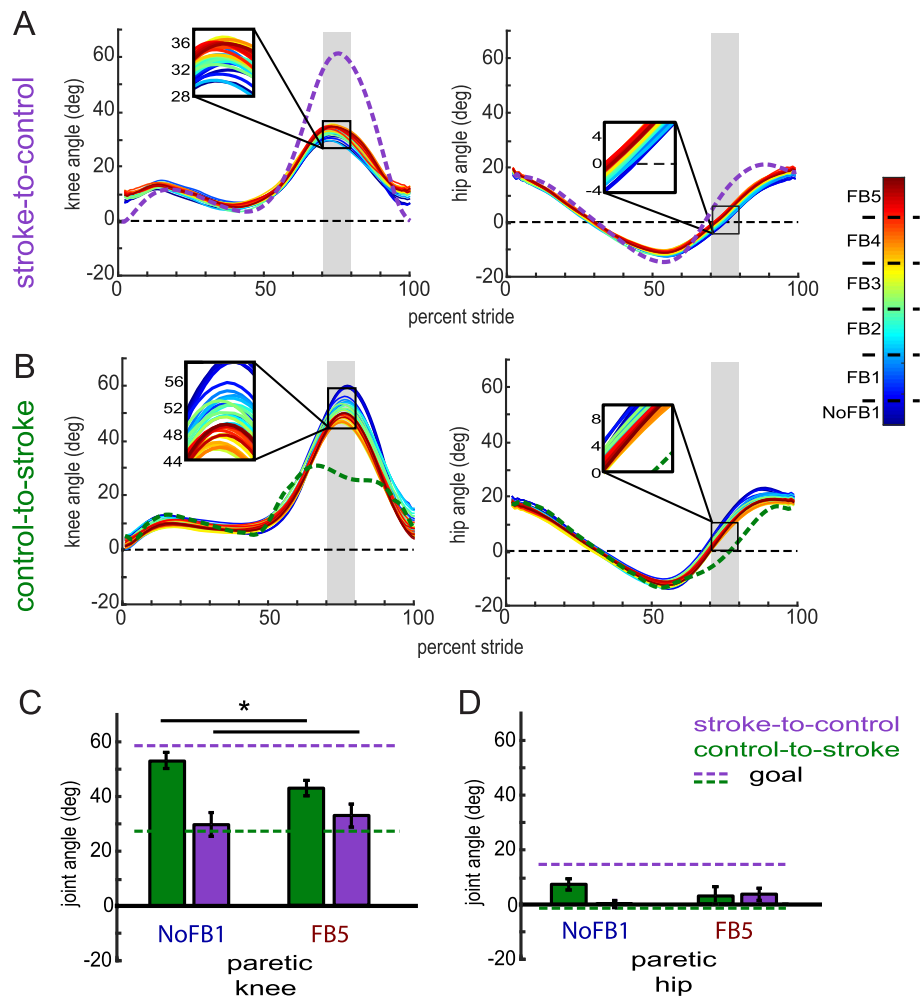 A
stroke-to-control
knee angle (deg)
60
40
20
0
-20
36
32
28
0
50
100
hip angle (deg)
60
40
20
0
-20
4
0
-4
0
50
100
percent stride
FB5
FB4
FB3
FB2
FB1
NoFB1
B
control-to-stroke
knee angle (deg)
60
40
20
0
-20
56
52
48
44
0
50
100
hip angle (deg)
60
40
20
0
-20
8
4
0
0
50
100
percent stride
C
joint angle (deg)
60
40
20
0
-20
*
NoFB1
FB5
paretic
knee
D
joint angle (deg)
60
40
20
0
-20
stroke-to-control
control-to-stroke
goal
NoFB1
FB5
paretic
hip